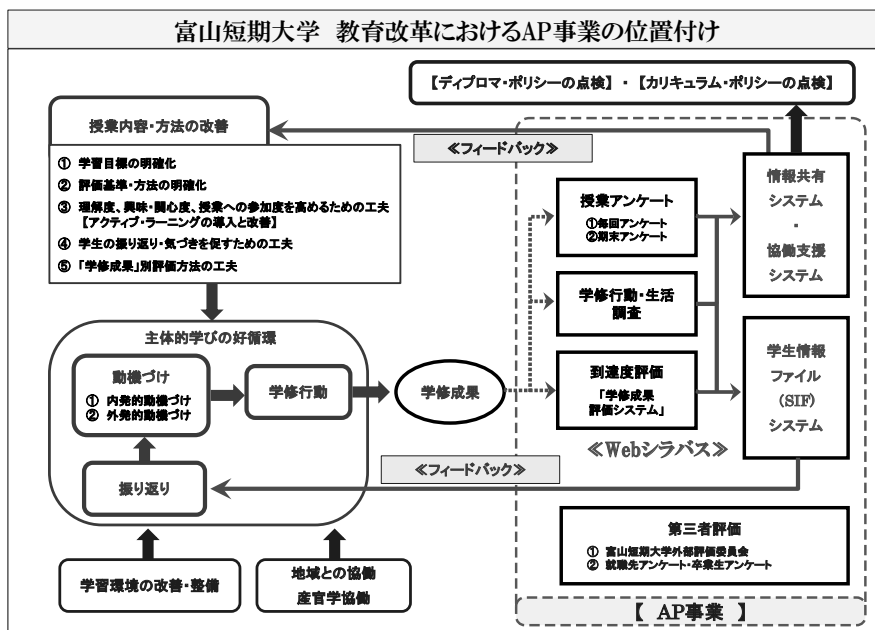 富山短期大学 教育改革におけるAP事業の位置付け
【ディプロマ・ポリシーの点検】・【カリキュラム・ポリシーの点検】
授業内容・方法の改善
① 学習目標の明確化
② 評価基準・方法の明確化
③ 理解度、興味・関心度、授業への参加度を高めるための工夫
【アクティブ・ラーニングの導入と改善】
④ 学生の振り返り・気づきを促すための工夫
⑤ 「学修成果」別評価方法の工夫
≪フィードバック≫
授業アンケート
①毎回アンケート
②期末アンケート
学修行動・生活
調査
到達度評価
「学修成果
評価システム」
情報共有
システム
・
協働支援
システム
学生情報
ファイル
(SIF)
システム
主体的学びの好循環
動機づけ
① 内発的動機づけ
② 外発的動機づけ
学修行動
学修成果
振り返り
≪Webシラバス≫
≪フィードバック≫
第三者評価
① 富山短期大学外部評価委員会
② 就職先アンケート・卒業生アンケート
学習環境の改善・整備
地域との協働
産官学協働
【 AP事業 】